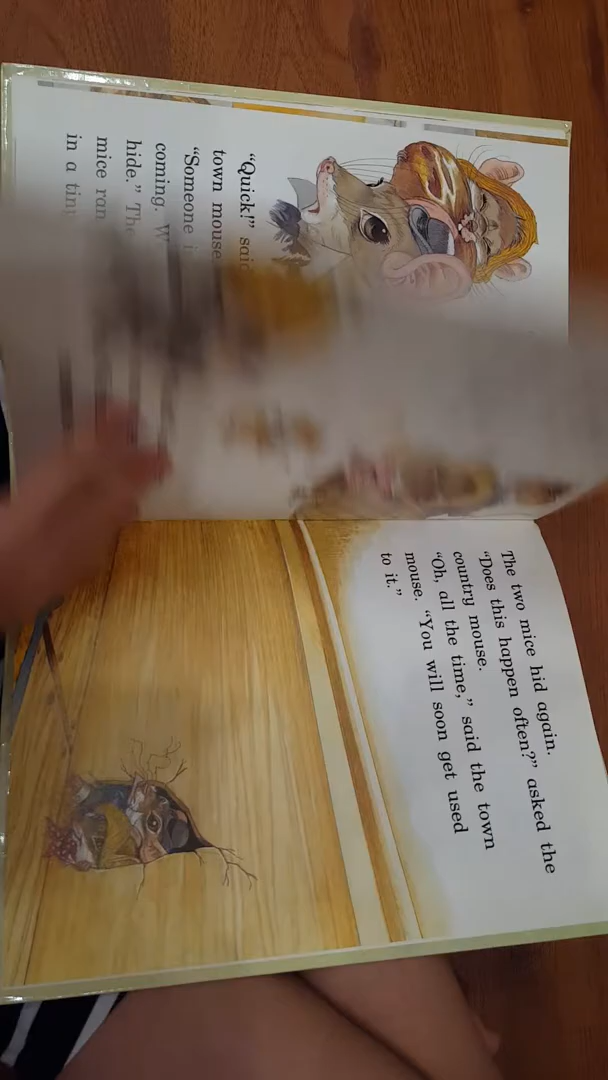 “Quick!” said
town mouse.
“Someone
coming.
hide.”
mice ran
in a tiny
The two mice hid again.
“Does this happen often?” asked the
country mouse.
“Oh, all the time,” said the town
mouse. “You will soon get used
to it.”